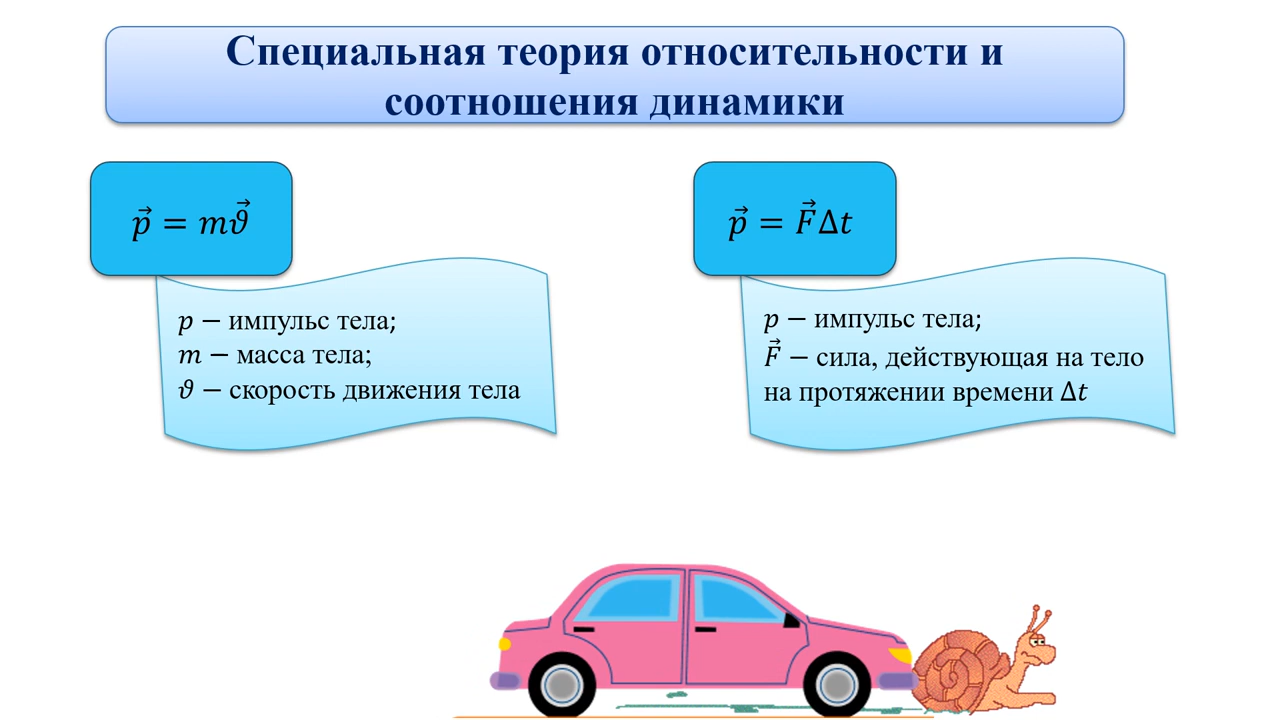 Специальная теория относительности и
соотношения динамики
p⃗ = mϑ⃗
p − импульс тела;
m − масса тела;
ϑ − скорость движения тела
p⃗ = F⃗Δt
p − импульс тела;
F⃗ − сила, действующая на тело
на протяжении времени Δt